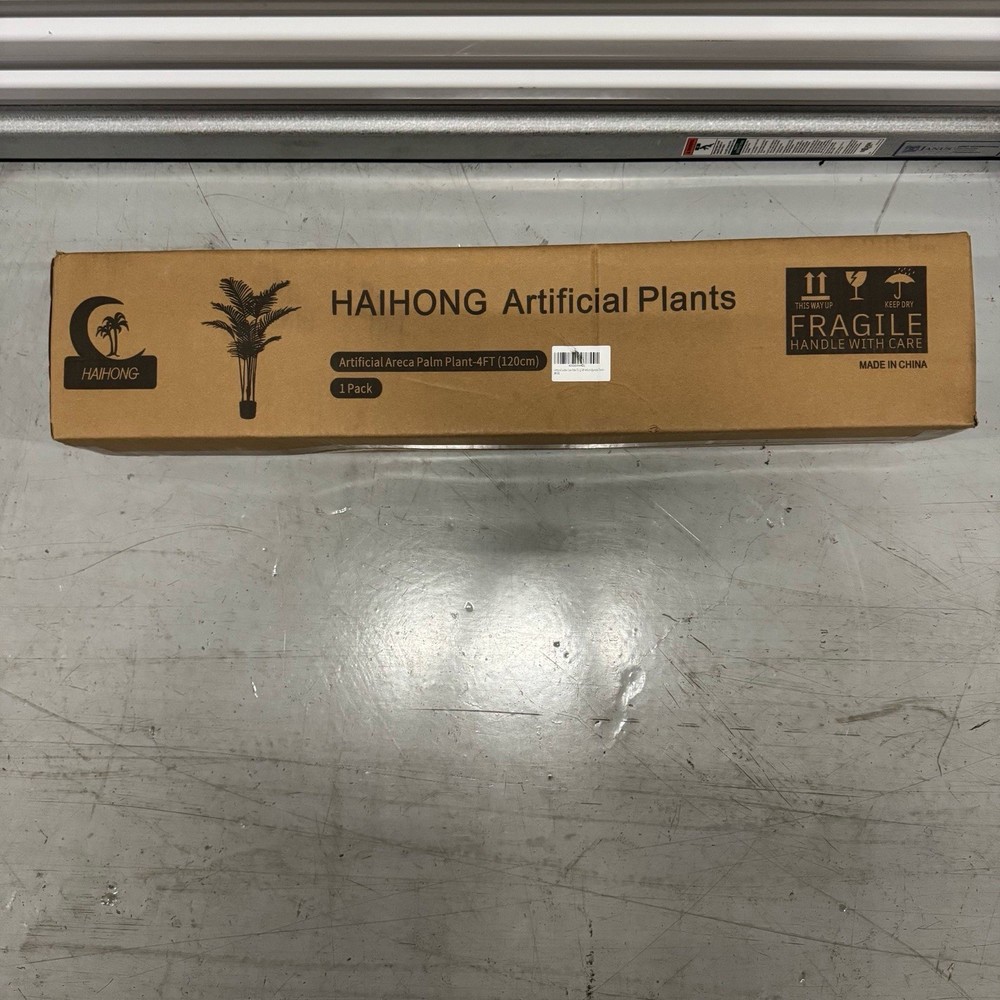 HAIHONG Artificial Plants
HAIHONG
Artificial Areca Palm Plant-4FT (120cm)
1 Pack
THIS WAY UP
KEEP DRY
FRAGILE
HANDLE WITH CARE
MADE IN CHINA